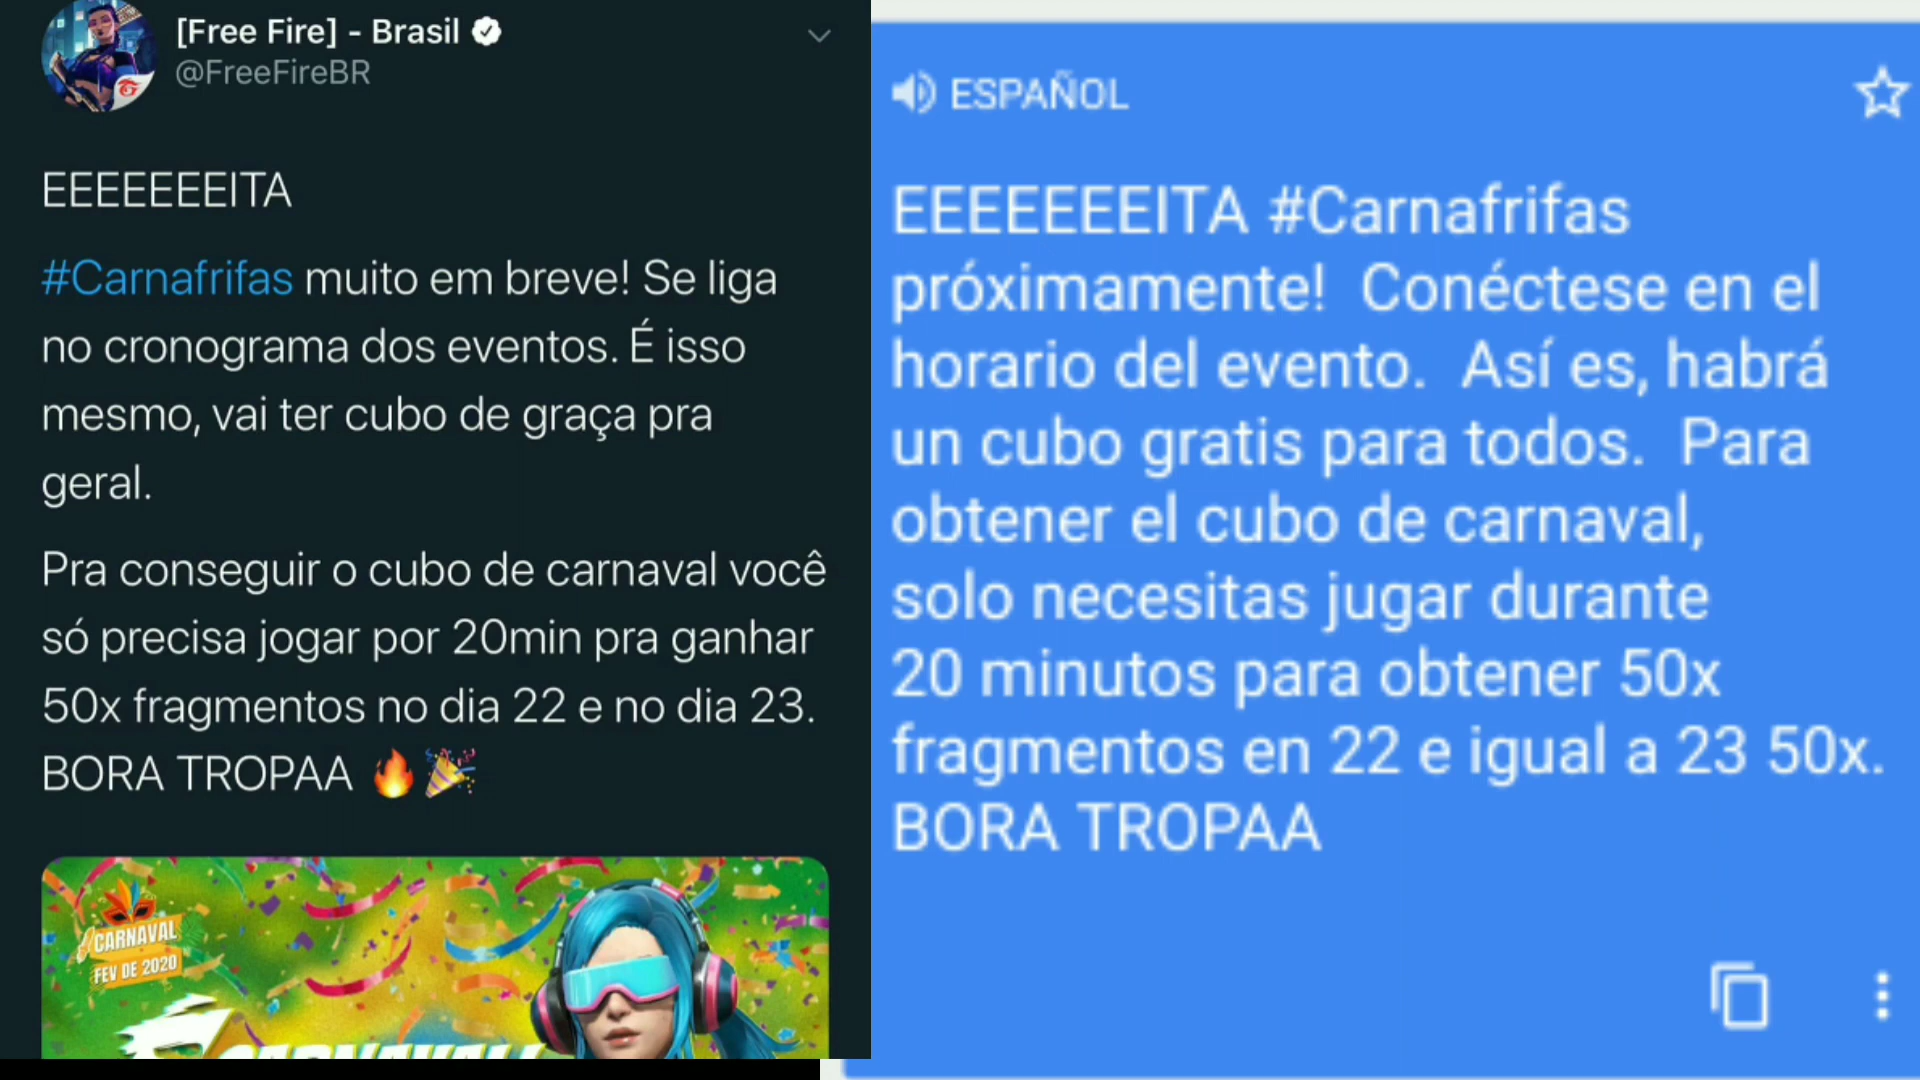 [Free Fire] - Brasil
@FreeFireBR
EEEEEEEITA
#Carnafrifas muito em breve! Se liga
no cronograma dos eventos. É isso
mesmo, vai ter cubo de graça pra
geral.
Pra conseguir o cubo de carnaval você
só precisa jogar por 20min pra ganhar
50x fragmentos no dia 22 e no dia 23.
BORA TROPAA 🔥🎉
CARNAVAL
FEV DE 2020
ESPAÑOL
EEEEEEEITA #Carnafrifas
próximamente! Conéctese en el
horario del evento. Así es, habrá
un cubo gratis para todos. Para
obtener el cubo de carnaval,
solo necesitas jugar durante
20 minutos para obtener 50x
fragmentos en 22 e igual a 23 50x.
BORA TROPAA